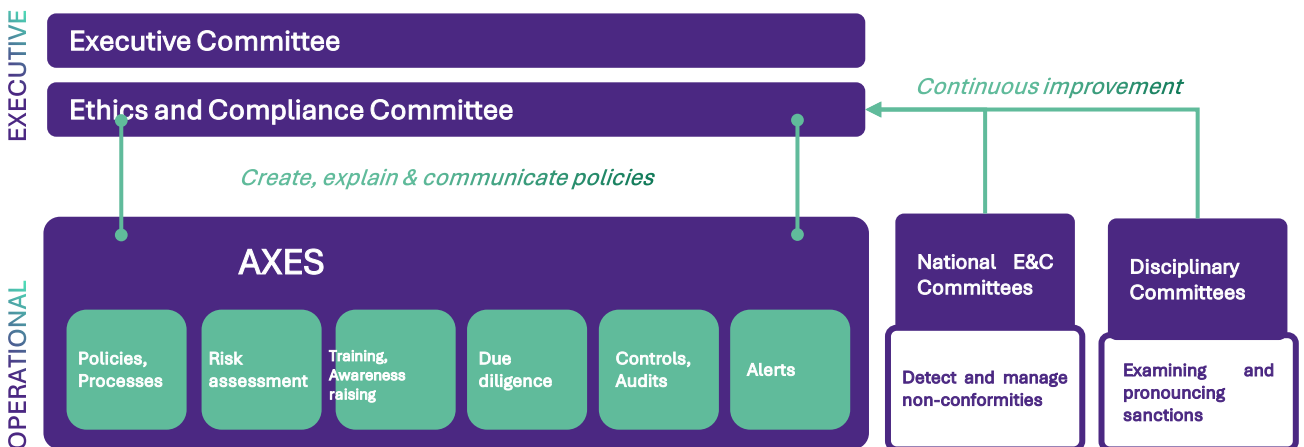 EXECUTIVE
Executive Committee
Ethics and Compliance Committee
Continuous improvement
Create, explain & communicate policies
OPERATIONAL
AXES
Policies,
Processes
Risk
assessment
Training,
Awareness
raising
Due
diligence
Controls,
Audits
Alerts
National E&C
Committees
Detect and manage
non-conformities
Disciplinary
Committees
Examining and
pronouncing
sanctions